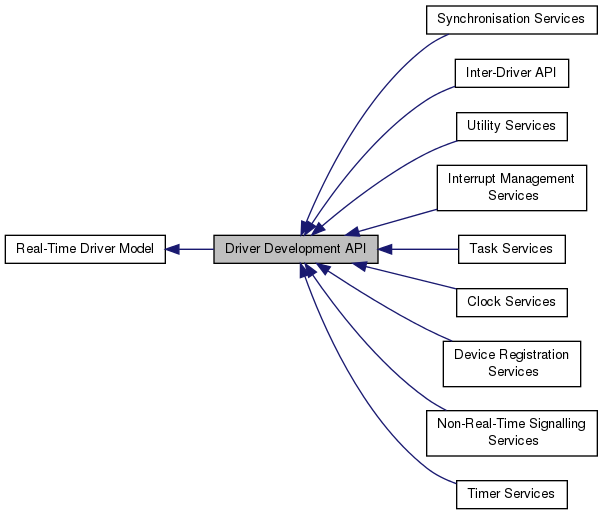 Synchronisation Services
Inter-Driver API
Utility Services
Interrupt Management
Services
Real-Time Driver Model
Driver Development API
Task Services
Clock Services
Device Registration
Services
Non-Real-Time Signalling
Services
Timer Services